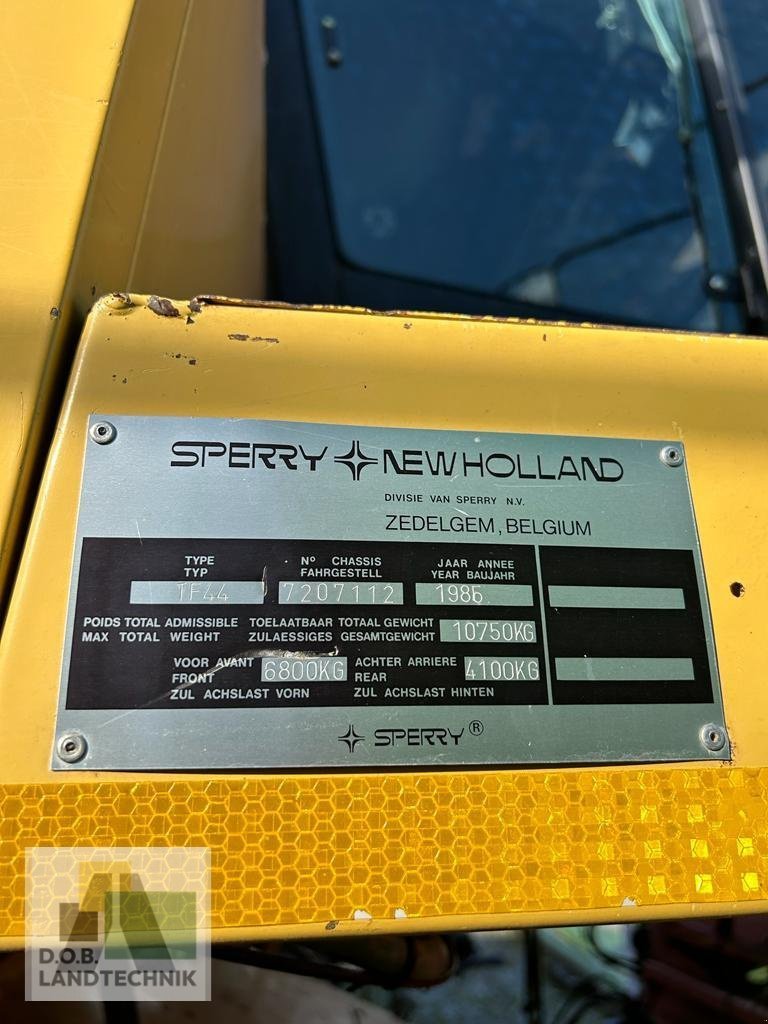 SPERRY NEW HOLLAND
DIVISIE VAN SPERRY N.V.
ZEDELGEM, BELGIUM
TYPE Nº CHASSIS JAAR ANNEE
TYP FAHRGESTELL YEAR BAUJAHR
TF44 7207112 1986
POIDS TOTAL ADMISSIBLE TOELAATBAAR TOTAAL GEWICHT
MAX TOTAL WEIGHT ZULAESSIGES GESAMTGEWICHT 10750KG
VOOR AVANT 6800KG ACHTER ARRIERE 4100KG
FRONT REAR
ZUL ACHSLAST VORN ZUL ACHSLAST HINTEN
SPERRY®
D.O.B.
LANDTECHNIK